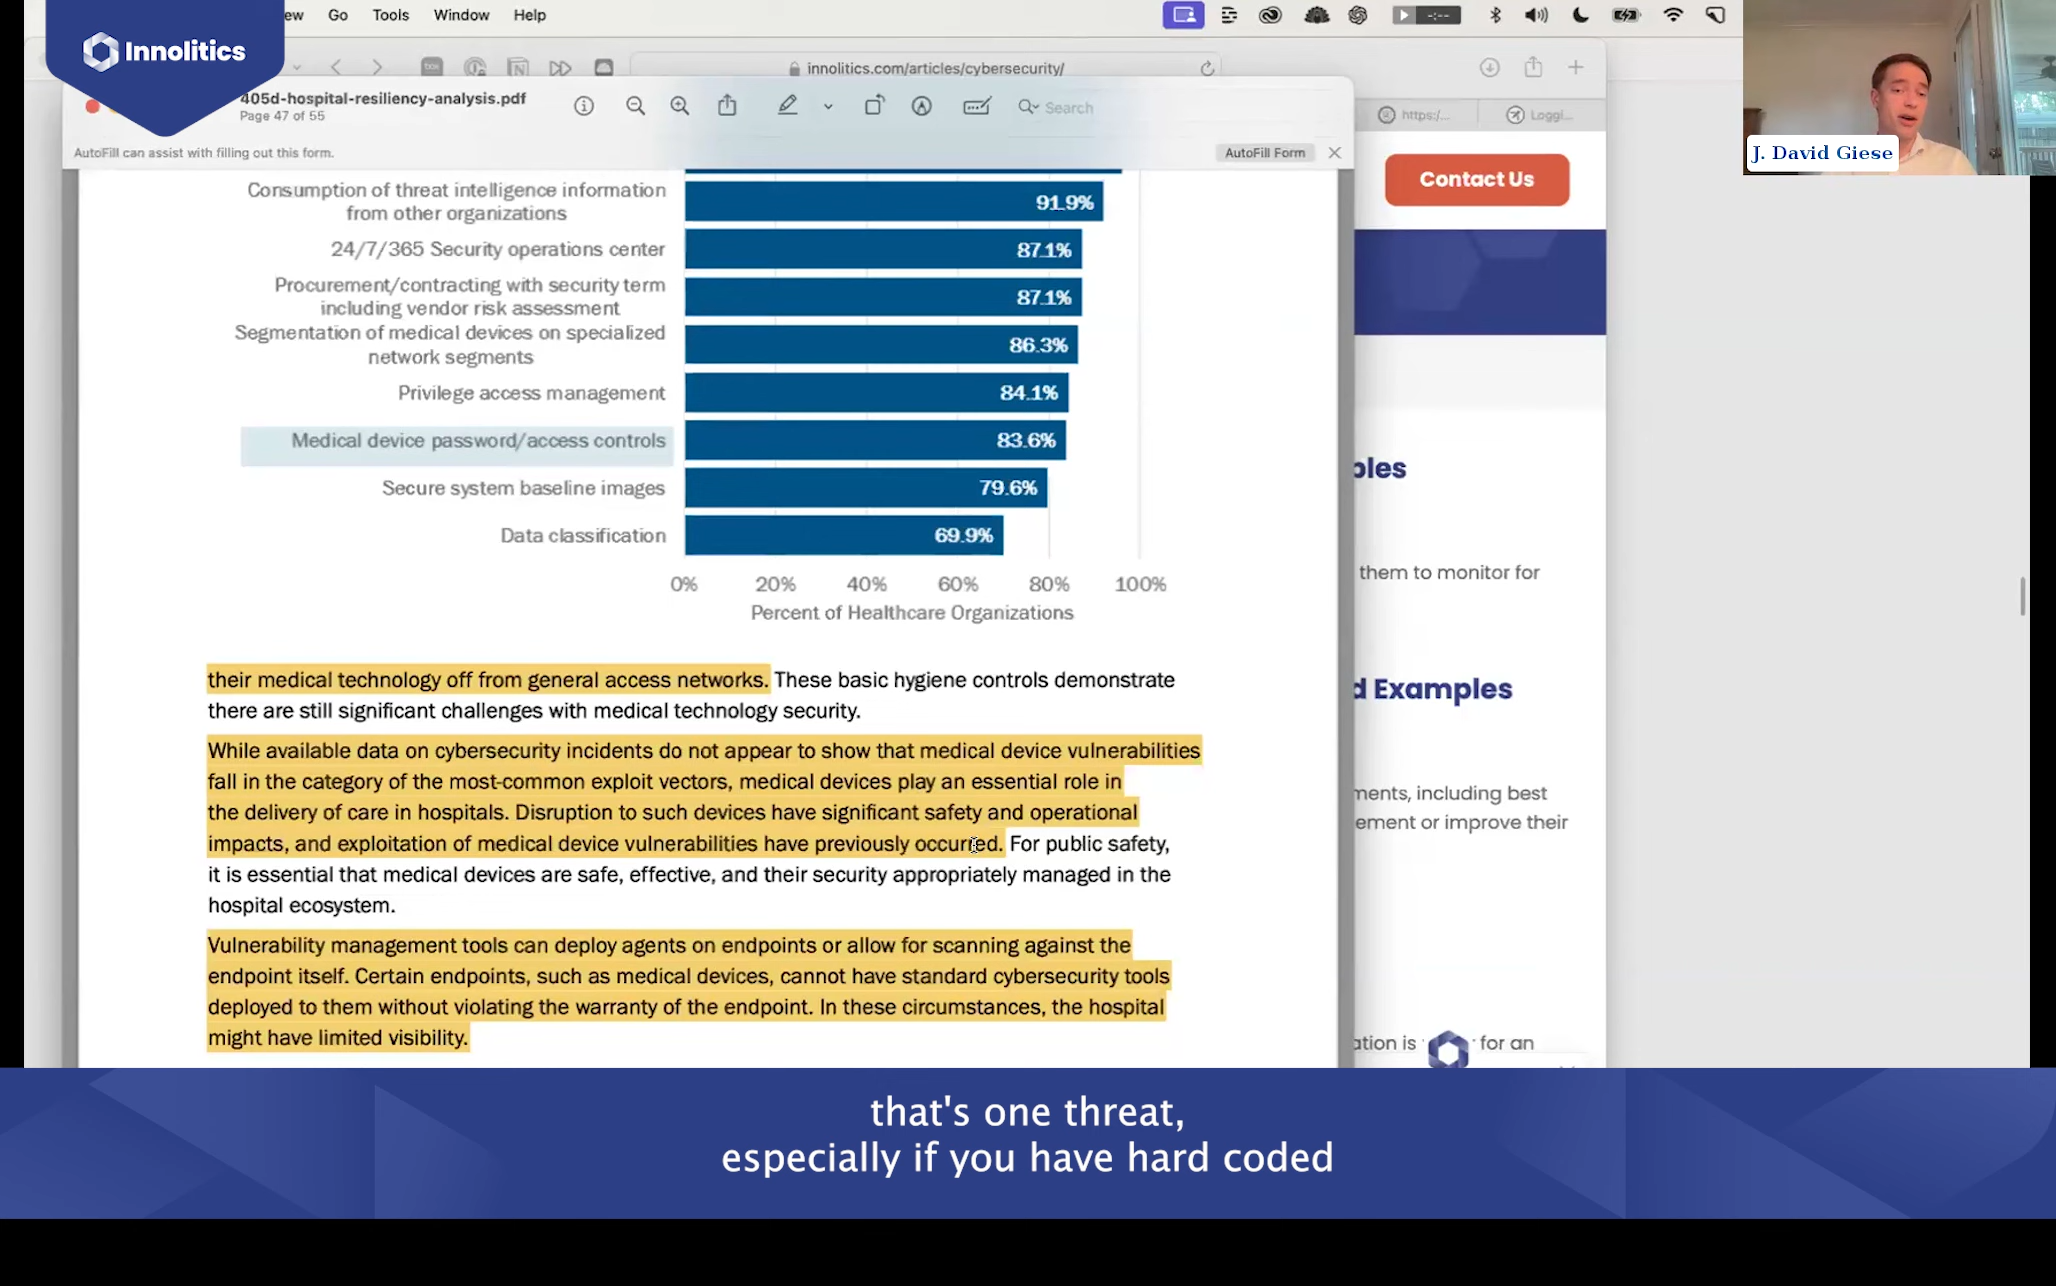 ew Go Tools Window Help
Innolitics
innolitics.com/articles/cybersecurity/
405d-hospital-resiliency-analysis.pdf
Page 47 of 55
Search
https:/...
Loggi...
J. David Giese
AutoFill can assist with filling out this form.
AutoFill Form
Contact Us
Consumption of threat intelligence information
from other organizations
91.9%
24/7/365 Security operations center
87.1%
Procurement/contracting with security term
including vendor risk assessment
87.1%
Segmentation of medical devices on specialized
network segments
86.3%
Privilege access management
84.1%
Medical device password/access controls
83.6%
Secure system baseline images
79.6%
Data classification
69.9%
0% 20% 40% 60% 80% 100%
Percent of Healthcare Organizations
their medical technology off from general access networks. These basic hygiene controls demonstrate
there are still significant challenges with medical technology security.
While available data on cybersecurity incidents do not appear to show that medical device vulnerabilities
fall in the category of the most-common exploit vectors, medical devices play an essential role in
the delivery of care in hospitals. Disruption to such devices have significant safety and operational
impacts, and exploitation of medical device vulnerabilities have previously occurred. For public safety,
it is essential that medical devices are safe, effective, and their security appropriately managed in the
hospital ecosystem.
Vulnerability management tools can deploy agents on endpoints or allow for scanning against the
endpoint itself. Certain endpoints, such as medical devices, cannot have standard cybersecurity tools
deployed to them without violating the warranty of the endpoint. In these circumstances, the hospital
might have limited visibility.
ples
them to monitor for
d Examples
ments, including best
ement or improve their
ation is for an
that's one threat,
especially if you have hard coded